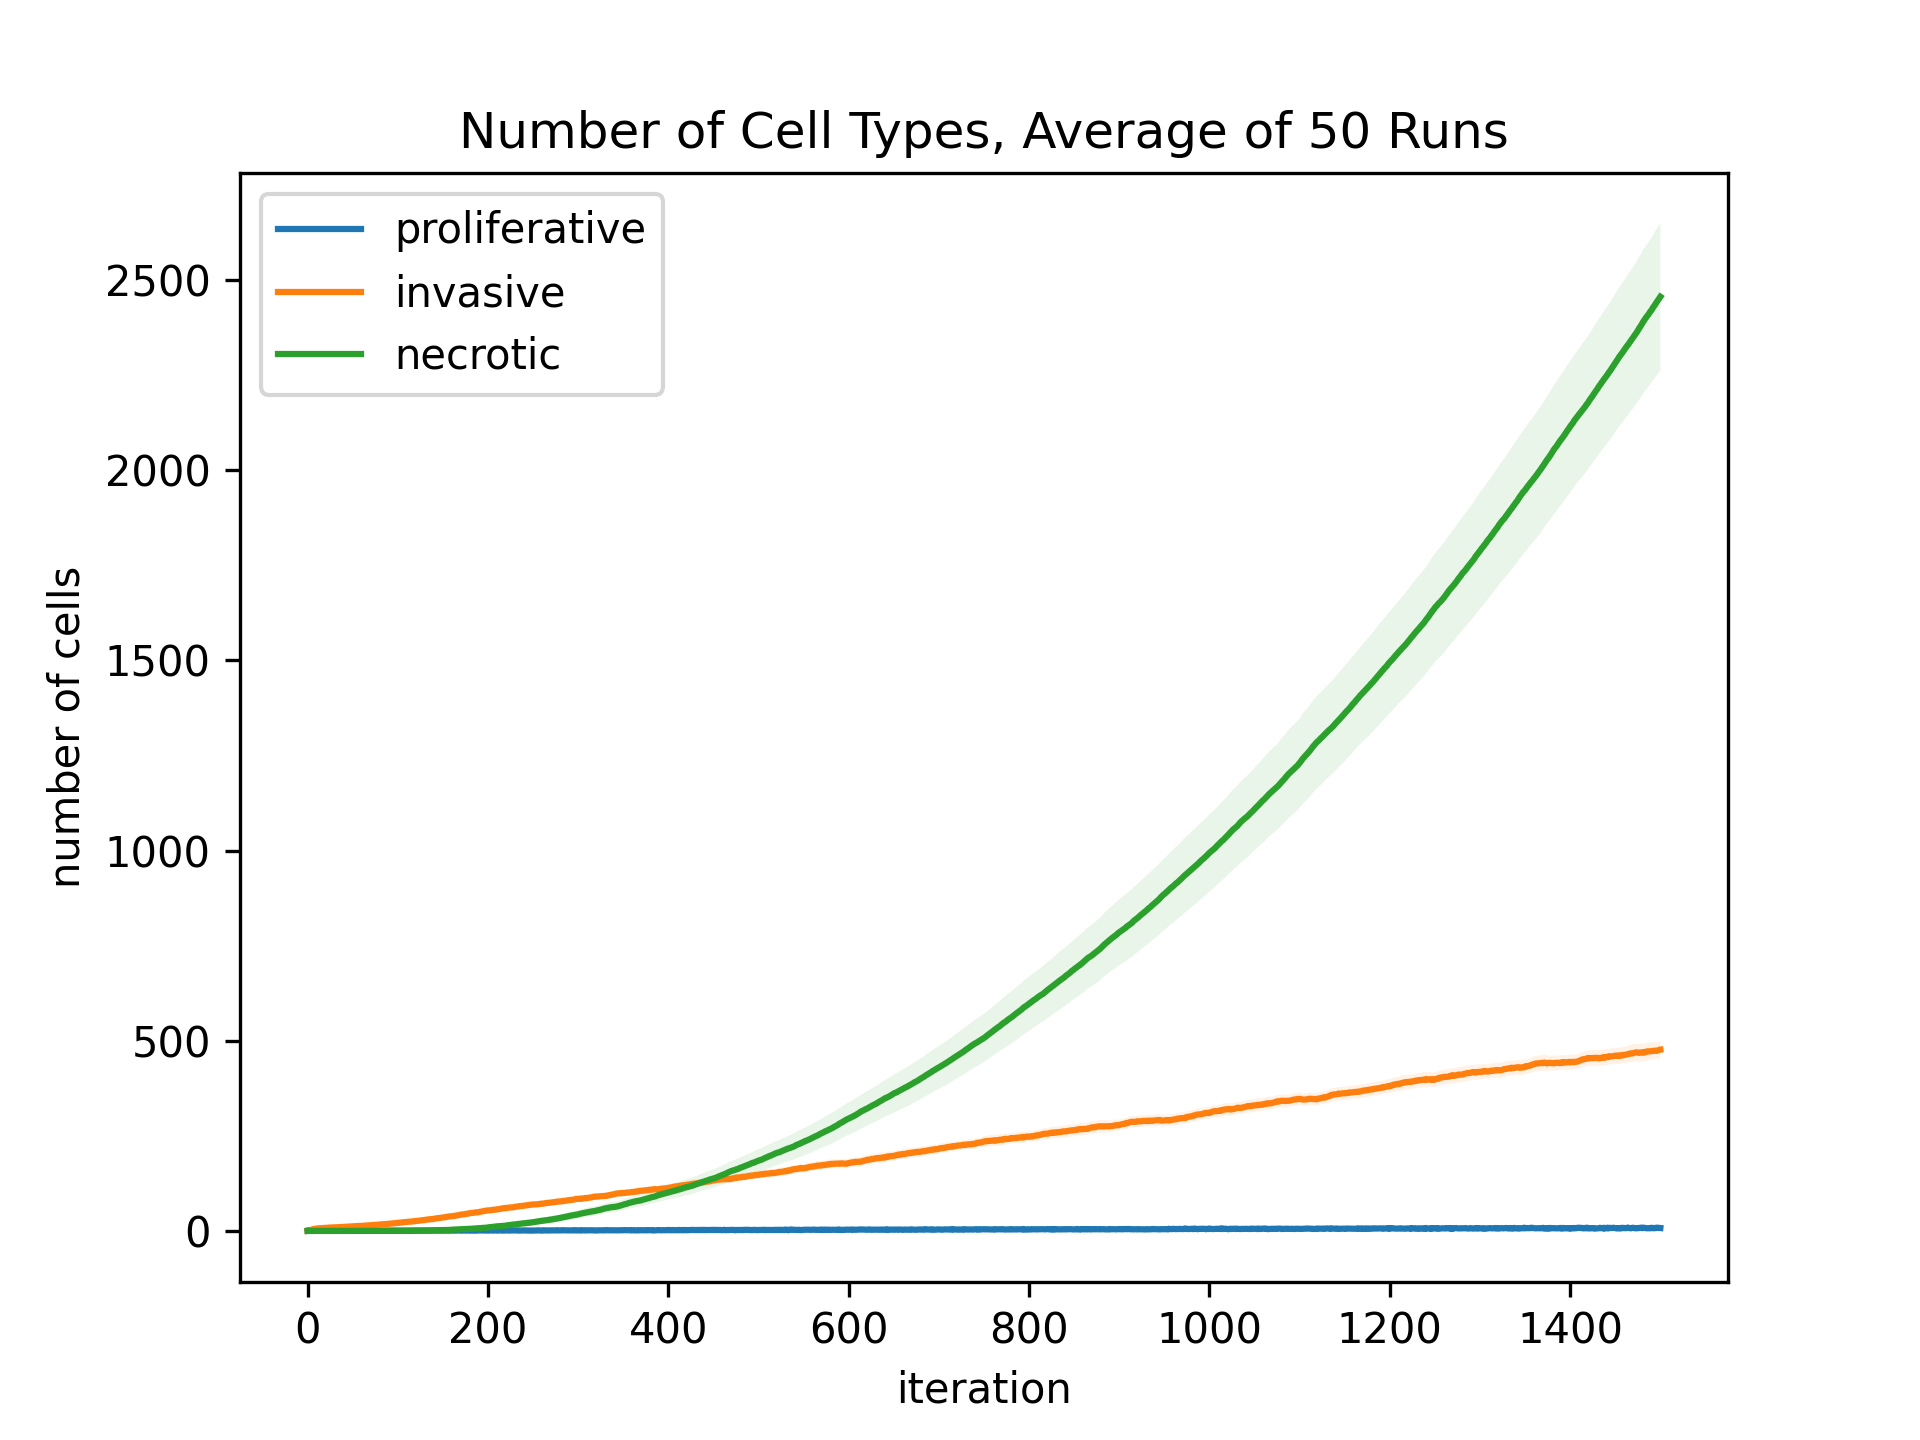 Number of Cell Types, Average of 50 Runs
proliferative
invasive
necrotic
2500
2000
1500
1000
500
0
number of cells
0 200 400 600 800 1000 1200 1400
iteration